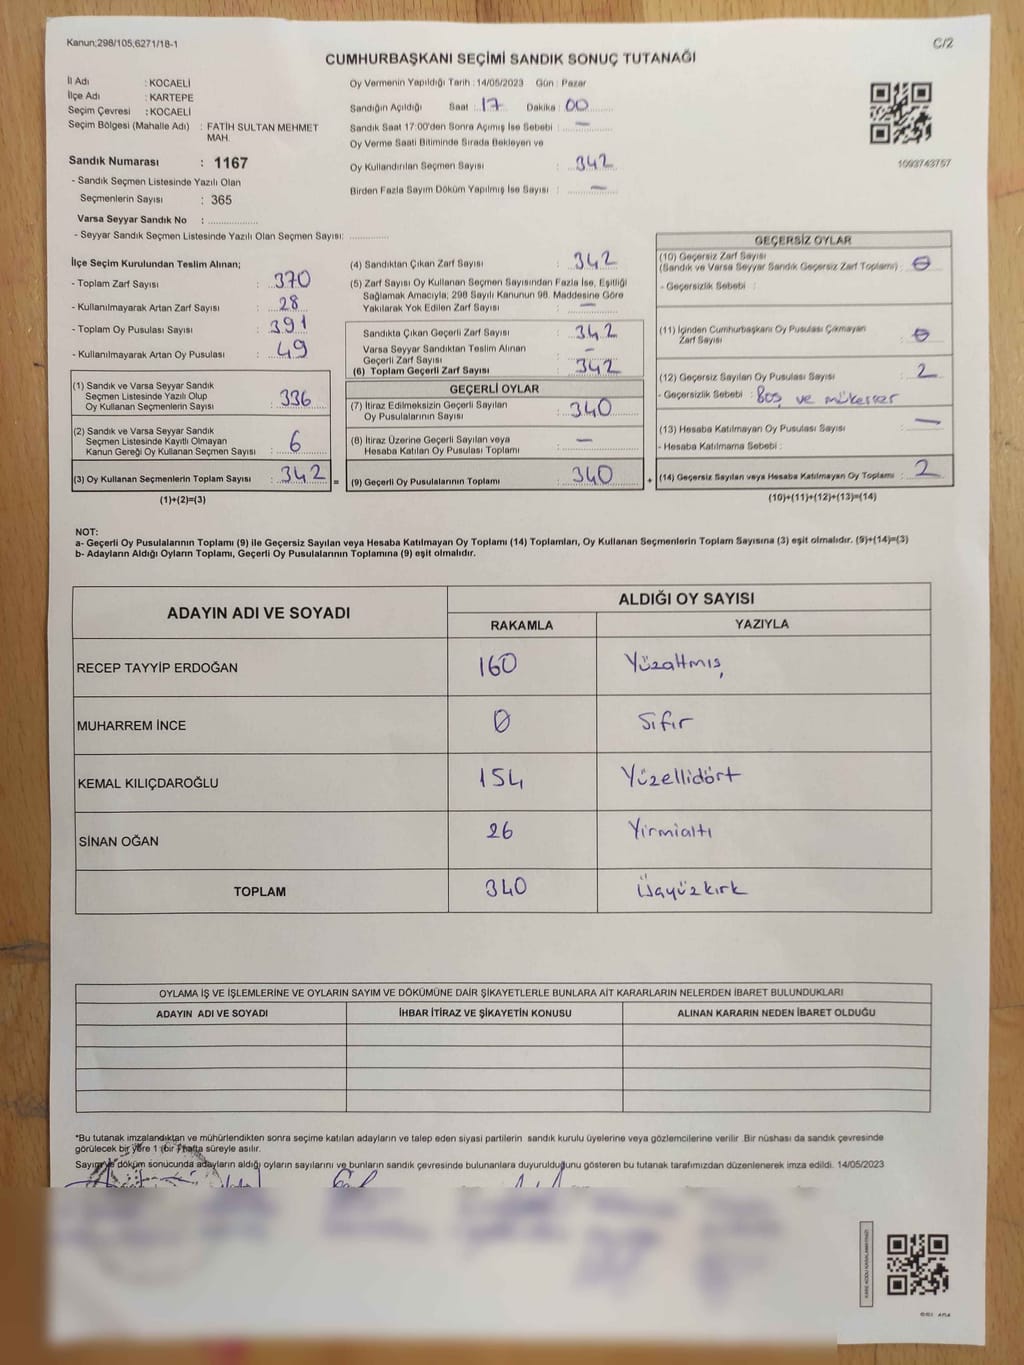 Kanun;298/105,6271/18-1
C/2
CUMHURBAŞKANI SEÇİMİ SANDIK SONUÇ TUTANAĞI
İl Adı : KOCAELİ
İlçe Adı : KARTEPE
Seçim Çevresi : KOCAELİ
Seçim Bölgesi (Mahalle Adı) : FATİH SULTAN MEHMET
MAH.
Sandık Numarası : 1167
- Sandık Seçmen Listesinde Yazılı Olan
Seçmenlerin Sayısı : 365
Varsa Seyyar Sandık No : ................
- Seyyar Sandık Seçmen Listesinde Yazılı Olan Seçmen Sayısı: ............
Oy Vermenin Yapıldığı Tarih : 14/05/2023 Gün : Pazar
Sandığın Açıldığı Saat : 17 Dakika : 00
Sandık Saat 17:00'den Sonra Açımış İse Sebebi : —
Oy Verme Saati Bitiminde Sırada Bekleyen ve
Oy Kullandırılan Seçmen Sayısı : 342
Birden Fazla Sayım Döküm Yapılmış İse Sayısı : —
1093743757
İlçe Seçim Kurulundan Teslim Alınan;
- Toplam Zarf Sayısı : 370
- Kullanılmayarak Artan Zarf Sayısı : 28
- Toplam Oy Pusulası Sayısı : 391
- Kullanılmayarak Artan Oy Pusulası : 49
(1) Sandık ve Varsa Seyyar Sandık
Seçmen Listesinde Yazılı Olup
Oy Kullanan Seçmenlerin Sayısı : 336
(2) Sandık ve Varsa Seyyar Sandık
Seçmen Listesinde Kayıtlı Olmayan
Kanun Gereği Oy Kullanan Seçmen Sayısı : 6
(3) Oy Kullanan Seçmenlerin Toplam Sayısı : 342 =
(1)+(2)=(3)
(4) Sandıktan Çıkan Zarf Sayısı : 342
(5) Zarf Sayısı Oy Kullanan Seçmen Sayısından Fazla İse, Eşitliği
Sağlamak Amacıyla; 298 Sayılı Kanunun 98. Maddesine Göre
Yakılarak Yok Edilen Zarf Sayısı : —
Sandıkta Çıkan Geçerli Zarf Sayısı : 342
Varsa Seyyar Sandıktan Teslim Alınan
Geçerli Zarf Sayısı : —
(6) Toplam Geçerli Zarf Sayısı : 342
GEÇERLİ OYLAR
(7) İtiraz Edilmeksizin Geçerli Sayılan
Oy Pusulasının Sayısı : 340
(8) İtiraz Üzerine Geçerli Sayılan veya
Hesaba Katılan Oy Pusulası Toplamı : —
(9) Geçerli Oy Pusulalarının Toplamı : 340 +
GEÇERSİZ OYLAR
(10) Geçersiz Zarf Sayısı
(Sandık ve Varsa Seyyar Sandık Geçersiz Zarf Toplamı) : 0
- Geçersizlik Sebebi :
(11) İçinden Cumhurbaşkanı Oy Pusulası Çıkmayan
Zarf Sayısı : 0
(12) Geçersiz Sayılan Oy Pusulası Sayısı : 2
- Geçersizlik Sebebi : Boş ve mükerrer
(13) Hesaba Katılmayan Oy Pusulası Sayısı : —
- Hesaba Katılmama Sebebi :
(14) Geçersiz Sayılan veya Hesaba Katılmayan Oy Toplamı : 2
(10)+(11)+(12)+(13)=(14)
NOT:
a- Geçerli Oy Pusulalarının Toplamı (9) ile Geçersiz Sayılan veya Hesaba Katılmayan Oy Toplamı (14) Toplamları, Oy Kullanan Seçmenlerin Toplam Sayısına (3) eşit olmalıdır. (9)+(14)=(3)
b- Adayların Aldığı Oyların Toplamı, Geçerli Oy Pusulalarının Toplamına (9) eşit olmalıdır.
ADAYIN ADI VE SOYADI ALDIĞI OY SAYISI
RAKAMLA YAZIYLA
RECEP TAYYİP ERDOĞAN 160 Yüzaltmış
MUHARREM İNCE 0 Sıfır
KEMAL KILIÇDAROĞLU 154 Yüzellidört
SİNAN OĞAN 26 Yirmialtı
TOPLAM 340 Üçyüzkırk
OYLAMA İŞ VE İŞLEMLERİNE VE OYLARIN SAYIM VE DÖKÜMÜNE DAİR ŞİKAYETLERLE BUNLARA AİT KARARLARIN NELERDEN İBARET BULUNDUKLARI
ADAYIN ADI VE SOYADI İHBAR İTİRAZ VE ŞİKAYETİN KONUSU ALINAN KARARIN NEDEN İBARET OLDUĞU
*Bu tutanak imzalandıktan ve mühürlendikten sonra seçime katılan adayların ve talep eden siyasi partilerin sandık kurulu üyelerine veya gözlemcilerine verilir .Bir nüshası da sandık çevresinde
görülecek bir yere 1 (bir ) hafta süreyle asılır.
Sayım ve döküm sonucunda adayların aldığı oyların sayılarını ve bunların sandık çevresinde bulunanlara duyurulduğunu gösteren bu tutanak tarafımızdan düzenlenerek imza edildi. 14/05/2023